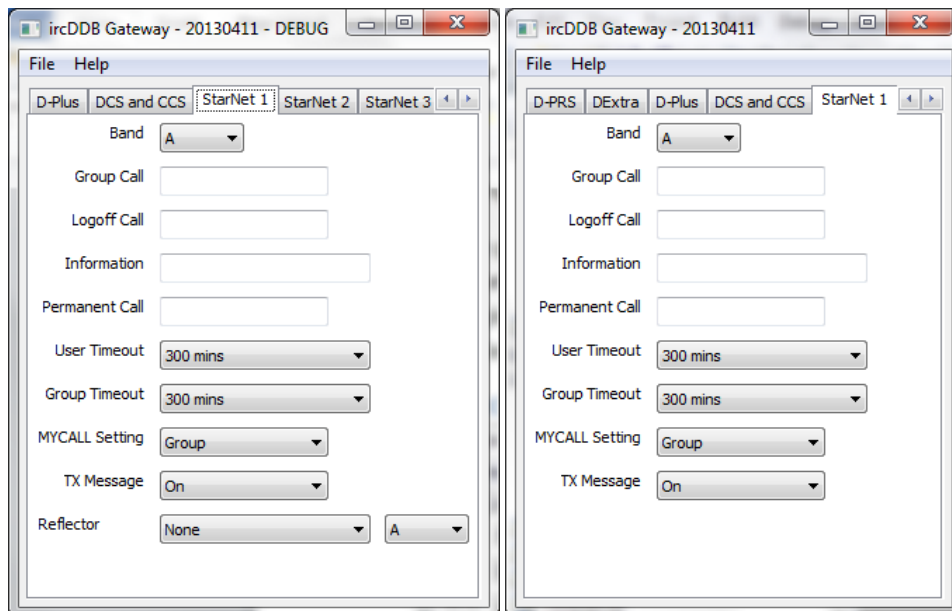 ircDDB Gateway - 20130411 - DEBUG
File Help
D-Plus DCS and CCS StarNet 1 StarNet 2 StarNet 3
Band A
Group Call
Logoff Call
Information
Permanent Call
User Timeout 300 mins
Group Timeout 300 mins
MYCALL Setting Group
TX Message On
Reflector None A
ircDDB Gateway - 20130411
File Help
D-PRS DExtra D-Plus DCS and CCS StarNet 1
Band A
Group Call
Logoff Call
Information
Permanent Call
User Timeout 300 mins
Group Timeout 300 mins
MYCALL Setting Group
TX Message On